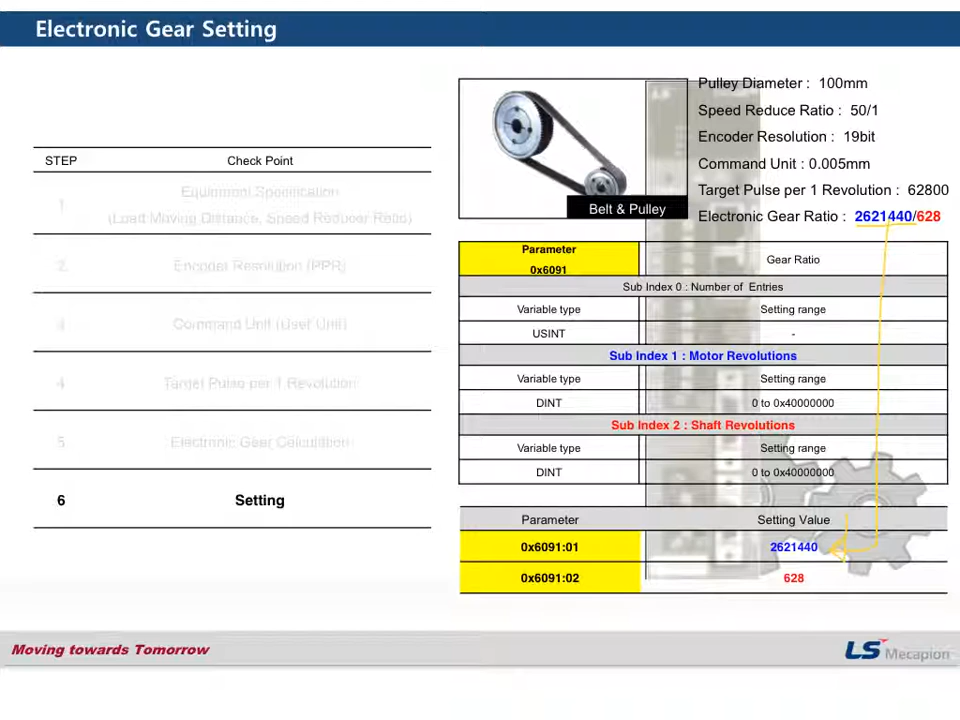 Electronic Gear Setting
STEP Check Point
1 Equipment Specification
(Load Moving Distance, Speed Reducer Ratio)
2 Encoder Resolution (PPR)
3 Command Unit (User Unit)
4 Target Pulse per 1 Revolution
5 Electronic Gear Calculation
6 Setting
LS
Belt & Pulley
Pulley Diameter : 100mm
Speed Reduce Ratio : 50/1
Encoder Resolution : 19bit
Command Unit : 0.005mm
Target Pulse per 1 Revolution : 62800
Electronic Gear Ratio : 2621440/628
Parameter
0x6091
Gear Ratio
Sub Index 0 : Number of Entries
Variable type Setting range
USINT -
Sub Index 1 : Motor Revolutions
Variable type Setting range
DINT 0 to 0x40000000
Sub Index 2 : Shaft Revolutions
Variable type Setting range
DINT 0 to 0x40000000
Parameter Setting Value
0x6091:01 2621440
0x6091:02 628
Moving towards Tomorrow
LS Mecapion